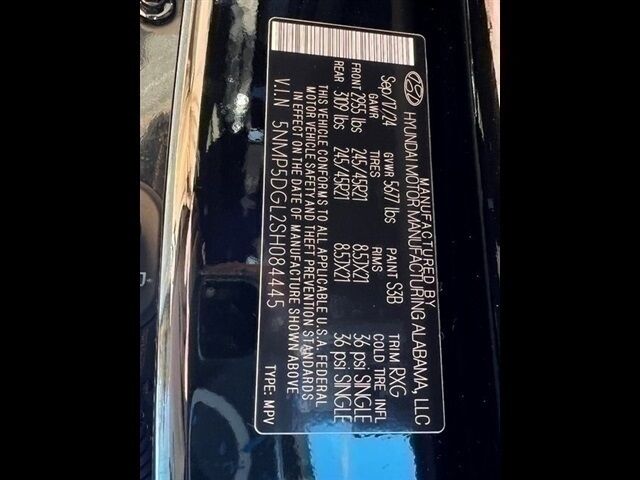 MANUFACTURED BY
HYUNDAI MOTOR MANUFACTURING ALABAMA, LLC
Sep/17/24 GVWR 5677 lbs PAINT S3B TRIM RXG
GAWR TIRES RIMS COLD TIRE INFL
FRONT 2955 lbs 245/45R21 8.5JX21 36 psi SINGLE
REAR 3109 lbs 245/45R21 8.5JX21 36 psi SINGLE
THIS VEHICLE CONFORMS TO ALL APPLICABLE U.S.A. FEDERAL
MOTOR VEHICLE SAFETY AND THEFT PREVENTION STANDARDS
IN EFFECT ON THE DATE OF MANUFACTURE SHOWN ABOVE
V.I.N 5NMP5DGL2SH084445 TYPE: MPV